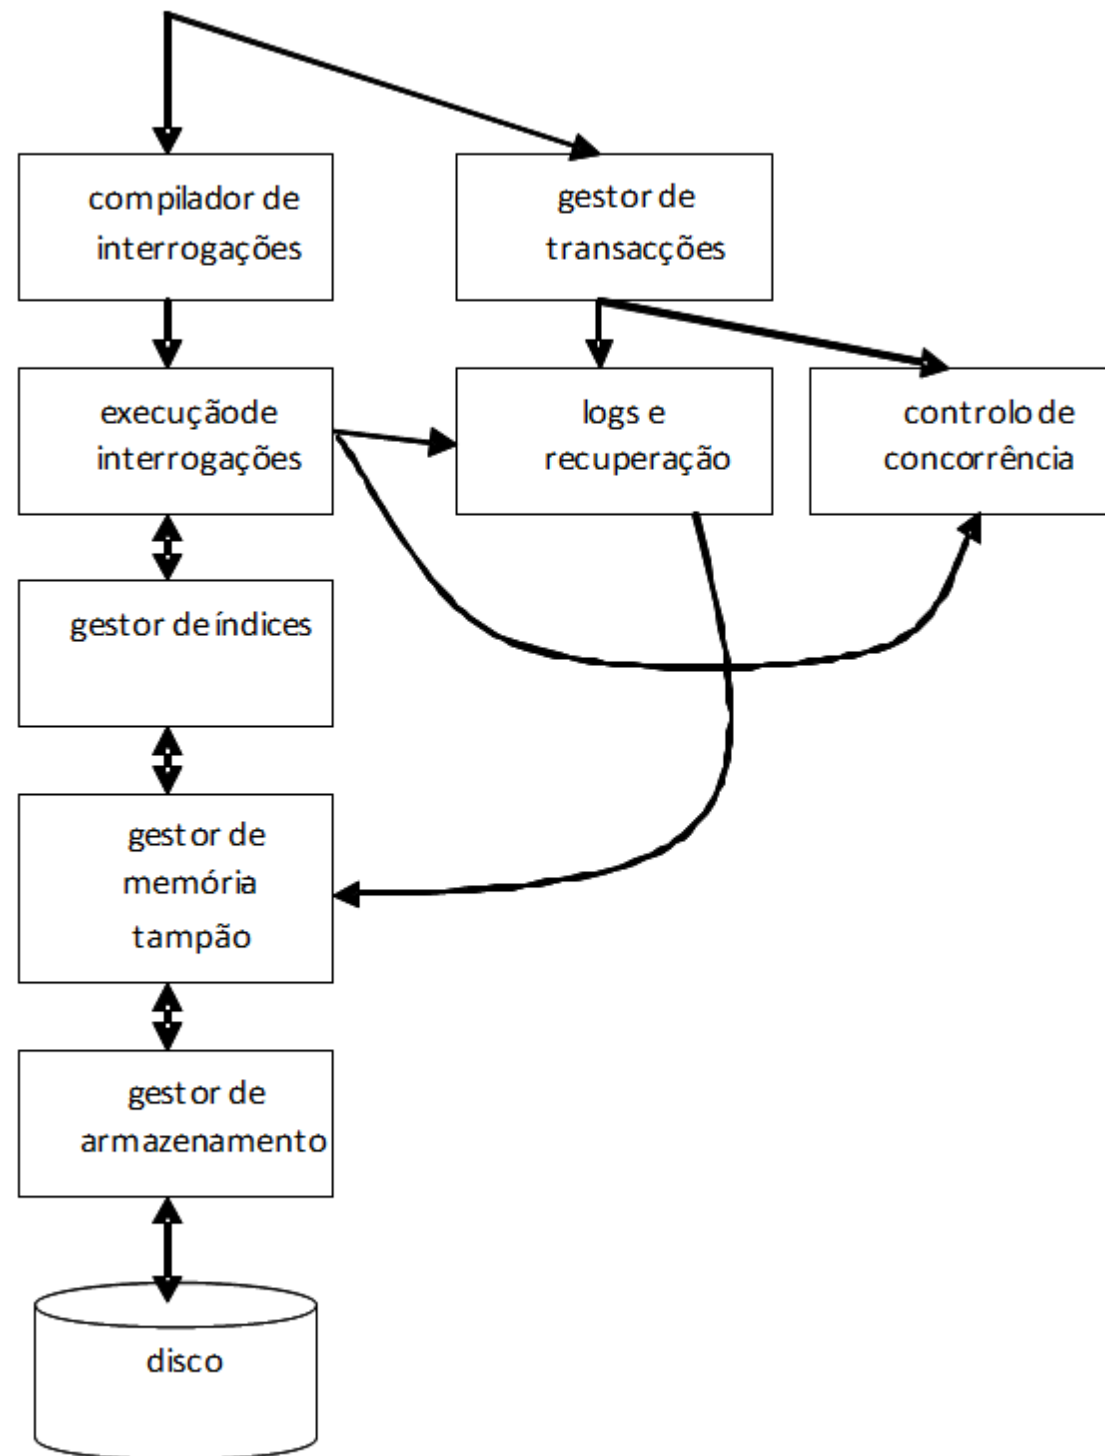 compilador de
interrogações
gestor de
transacções
execuçãode
interrogações
logs e
recuperação
controlo de
concorrência
gestor de índices
gestor de
memória
tampão
gestor de
armazenamento
disco